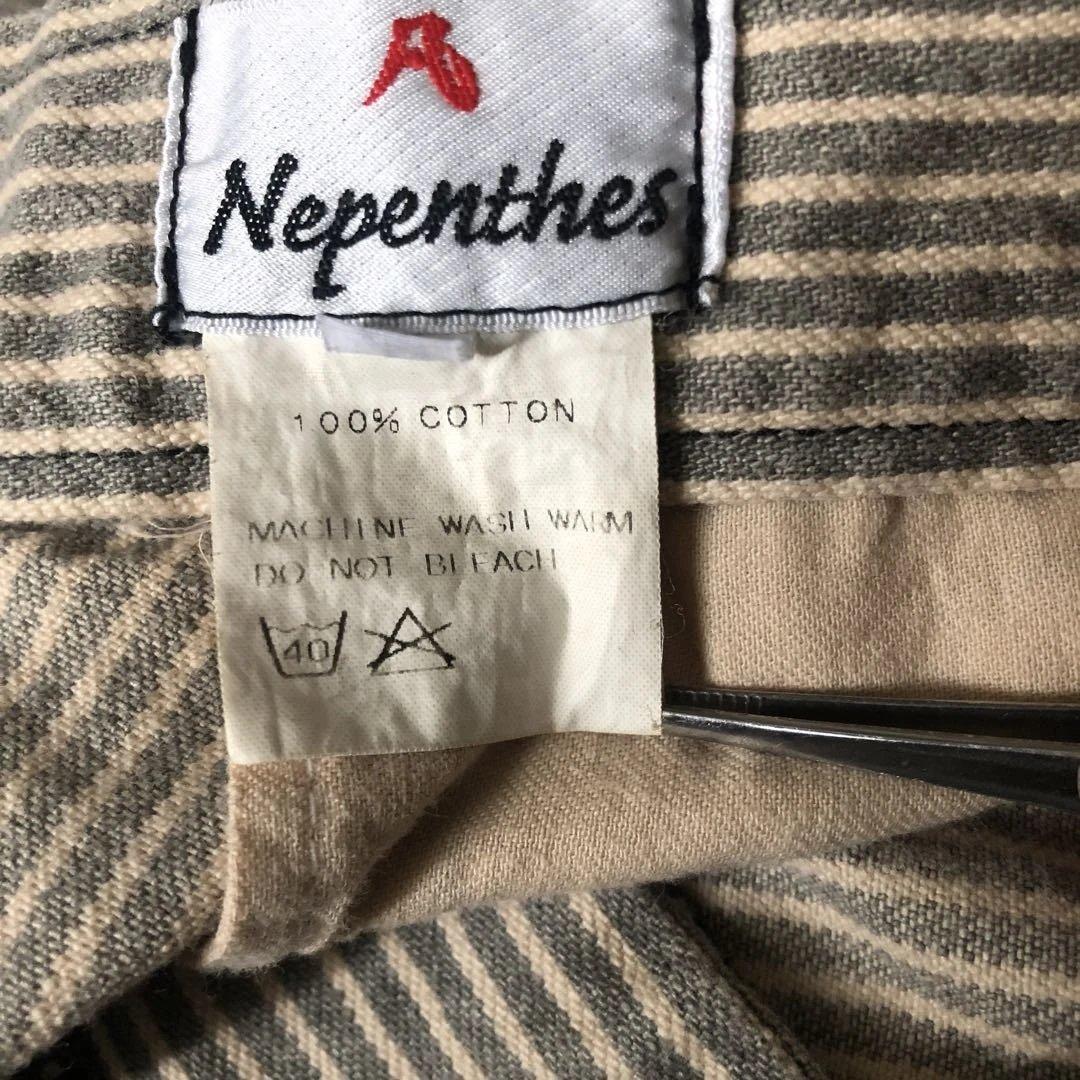 Nepenthes
100% COTTON
MACHINE WASH WARM
DO NOT BLEACH
40